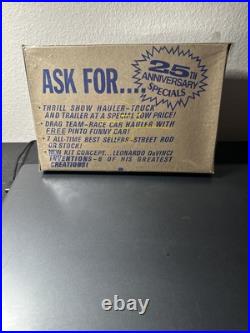 ASK FOR....
25TH
ANNIVERSARY
SPECIALS
• THRILL SHOW HAULER-TRUCK
AND TRAILER AT A SPECIAL LOW PRICE!
• DRAG TEAM-RACE CAR HAULER WITH
FREE PINTO FUNNY CAR!
• 7 ALL-TIME BEST SELLERS-STREET ROD
OR STOCK!
• NEW KIT CONCEPT...LEONARDO DaVINCI
INVENTIONS-6 OF HIS GREATEST
CREATIONS!